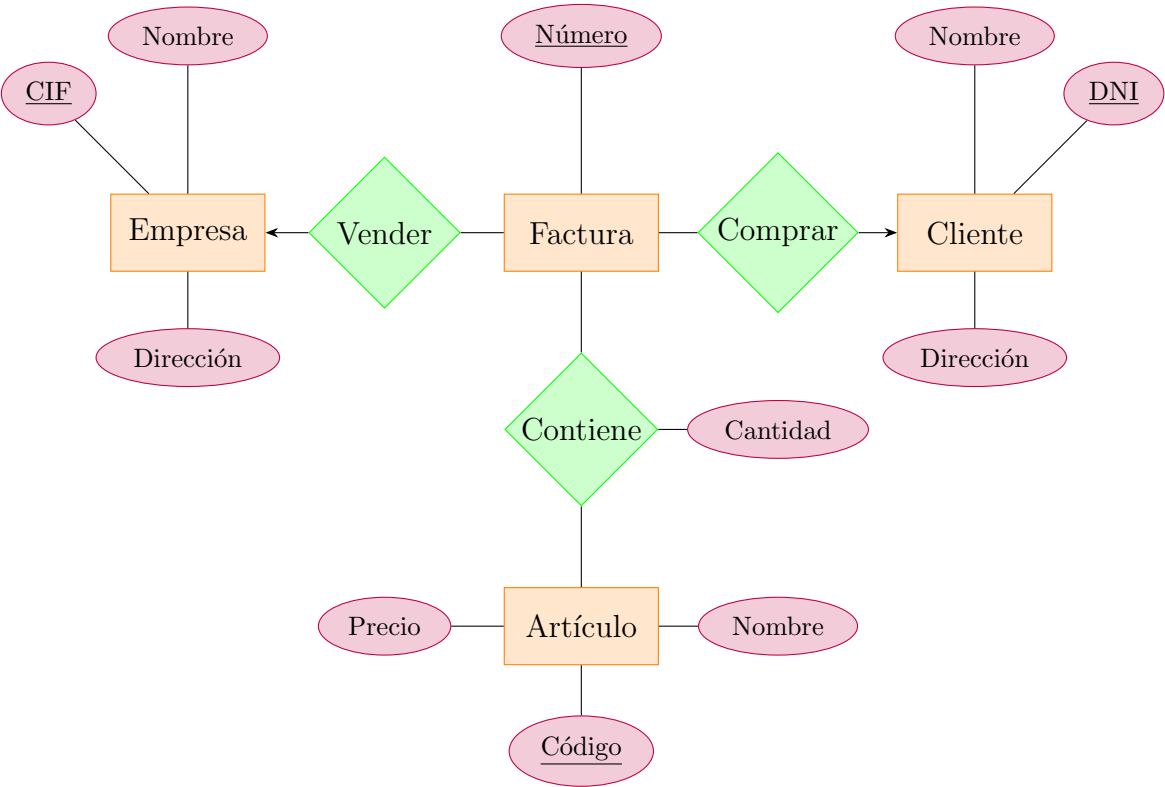 Nombre
Número
Nombre
CIF
DNI
Empresa
Vender
Factura
Comprar
Cliente
Dirección
Dirección
Contiene
Cantidad
Precio
Artículo
Nombre
Código